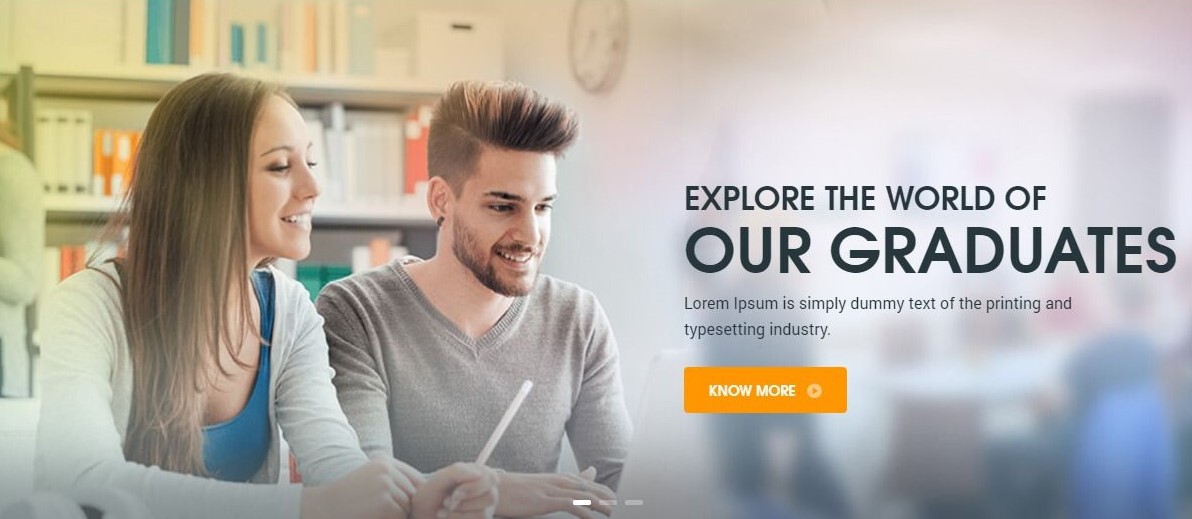 EXPLORE THE WORLD OF
OUR GRADUATES
Lorem Ipsum is simply dummy text of the printing and
typesetting industry.
KNOW MORE